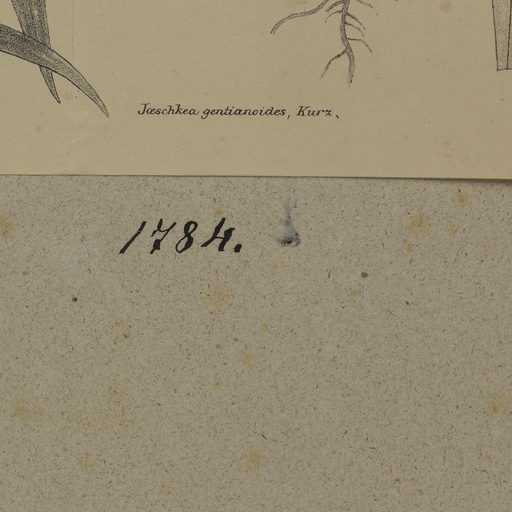 Jæschkea gentianoides, Kurz.
1784.